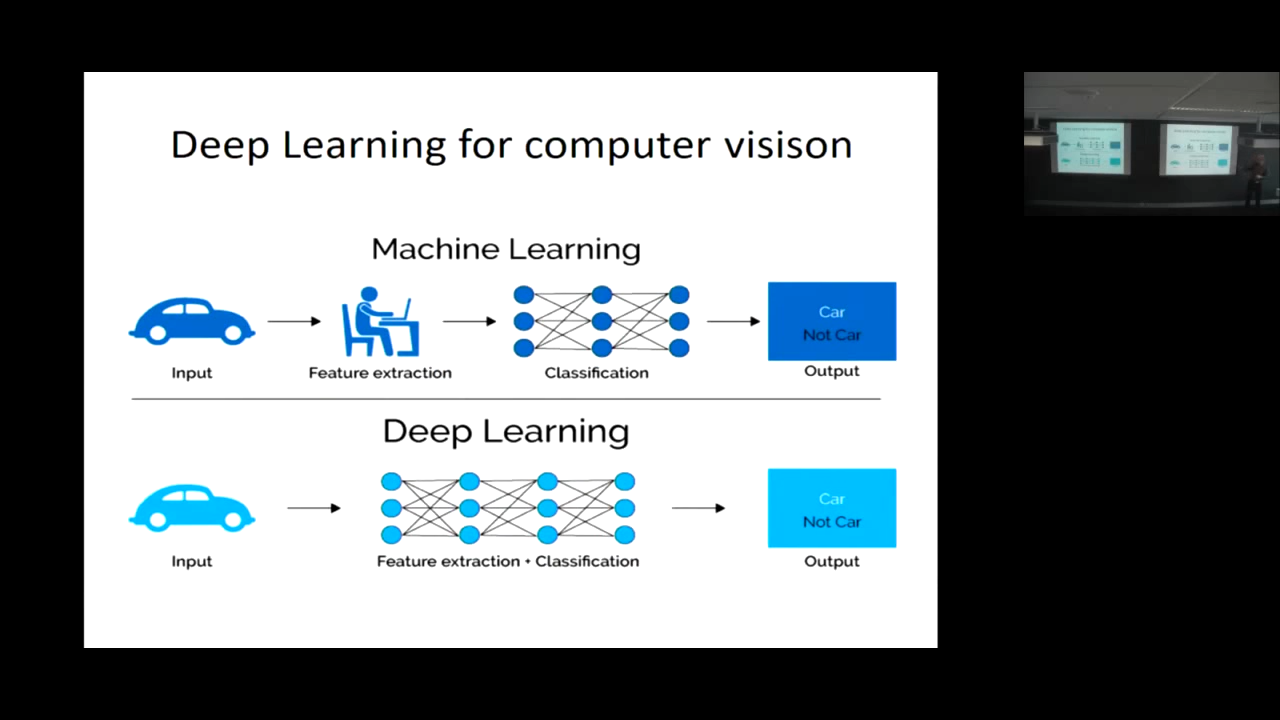 Deep Learning for computer visison
Machine Learning
Input
Feature extraction
Classification
Car
Not Car
Output
Deep Learning
Input
Feature extraction + Classification
Car
Not Car
Output